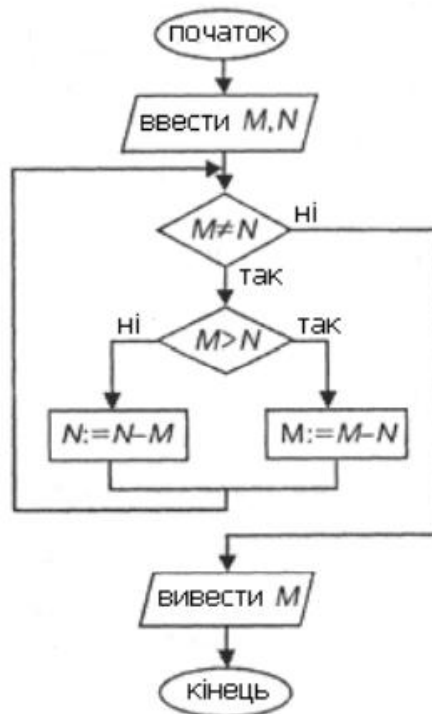 початок
ввести M, N
M≠N
ні
так
M>N
ні
так
N:=N–M
M:=M–N
вивести M
кінець